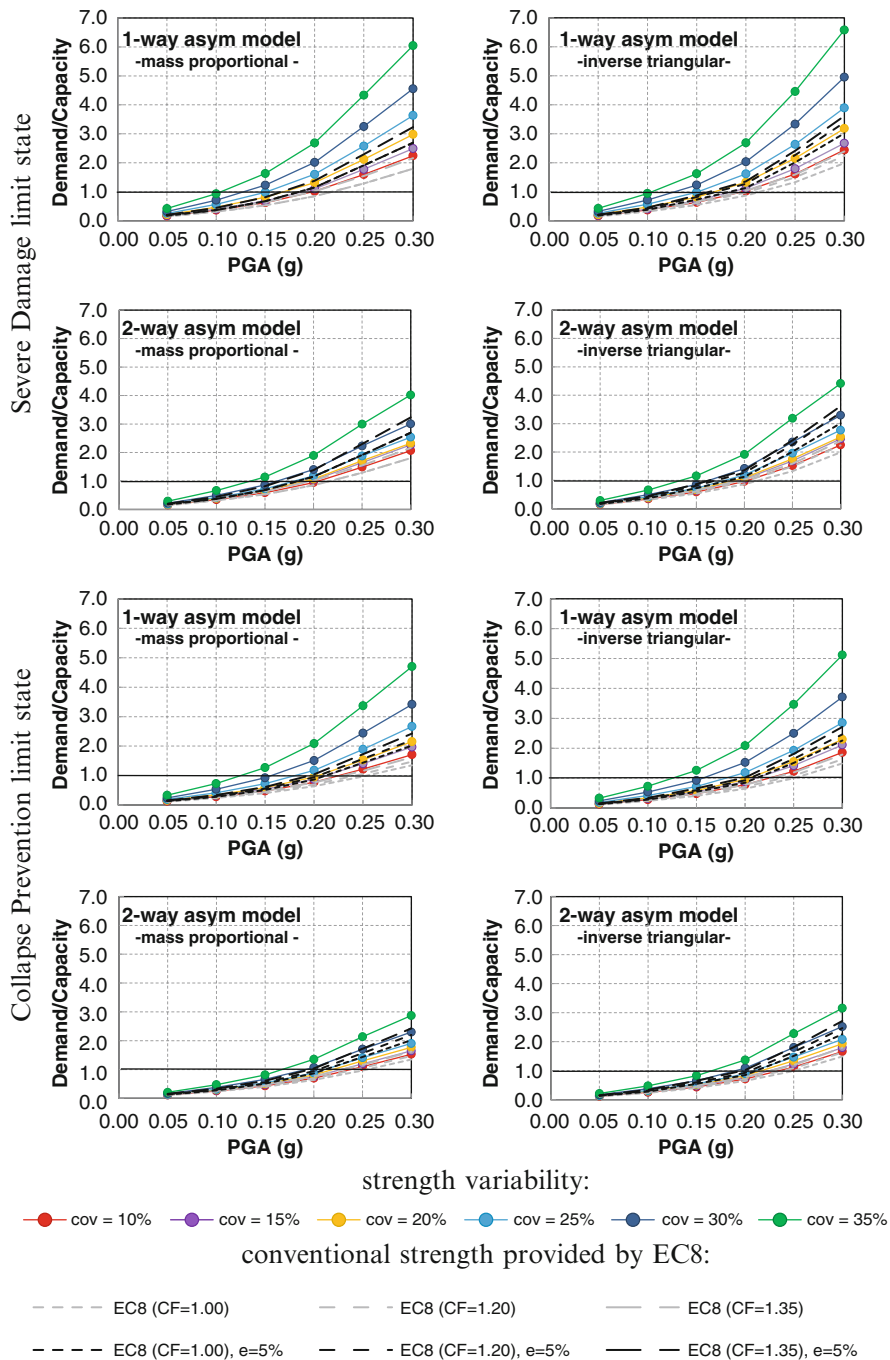 Severe Damage limit state
1-way asym model
-mass proportional -
Demand/Capacity
7.0
6.0
5.0
4.0
3.0
2.0
1.0
0.0
0.00 0.05 0.10 0.15 0.20 0.25 0.30
PGA (g)
1-way asym model
-inverse triangular-
Demand/Capacity
7.0
6.0
5.0
4.0
3.0
2.0
1.0
0.0
0.00 0.05 0.10 0.15 0.20 0.25 0.30
PGA (g)
2-way asym model
-mass proportional -
Demand/Capacity
7.0
6.0
5.0
4.0
3.0
2.0
1.0
0.0
0.00 0.05 0.10 0.15 0.20 0.25 0.30
PGA (g)
2-way asym model
-inverse triangular-
Demand/Capacity
7.0
6.0
5.0
4.0
3.0
2.0
1.0
0.0
0.00 0.05 0.10 0.15 0.20 0.25 0.30
PGA (g)
Collapse Prevention limit state
1-way asym model
-mass proportional -
Demand/Capacity
7.0
6.0
5.0
4.0
3.0
2.0
1.0
0.0
0.00 0.05 0.10 0.15 0.20 0.25 0.30
PGA (g)
1-way asym model
-inverse triangular-
Demand/Capacity
7.0
6.0
5.0
4.0
3.0
2.0
1.0
0.0
0.00 0.05 0.10 0.15 0.20 0.25 0.30
PGA (g)
2-way asym model
-mass proportional -
Demand/Capacity
7.0
6.0
5.0
4.0
3.0
2.0
1.0
0.0
0.00 0.05 0.10 0.15 0.20 0.25 0.30
PGA (g)
2-way asym model
-inverse triangular-
Demand/Capacity
7.0
6.0
5.0
4.0
3.0
2.0
1.0
0.0
0.00 0.05 0.10 0.15 0.20 0.25 0.30
PGA (g)
strength variability:
cov = 10% cov = 15% cov = 20% cov = 25% cov = 30% cov = 35%
conventional strength provided by EC8:
EC8 (CF=1.00) EC8 (CF=1.20) EC8 (CF=1.35)
EC8 (CF=1.00), e=5% EC8 (CF=1.20), e=5% EC8 (CF=1.35), e=5%